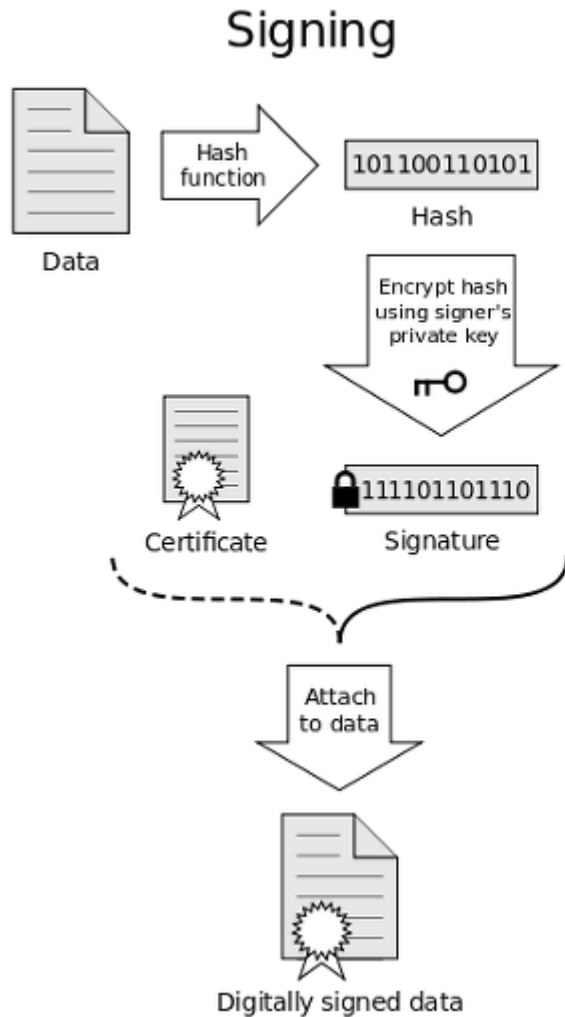 Signing
Hash
function
101100110101
Hash
Data
Encrypt hash
using signer's
private key
111101101110
Certificate
Signature
Attach
to data
Digitally signed data